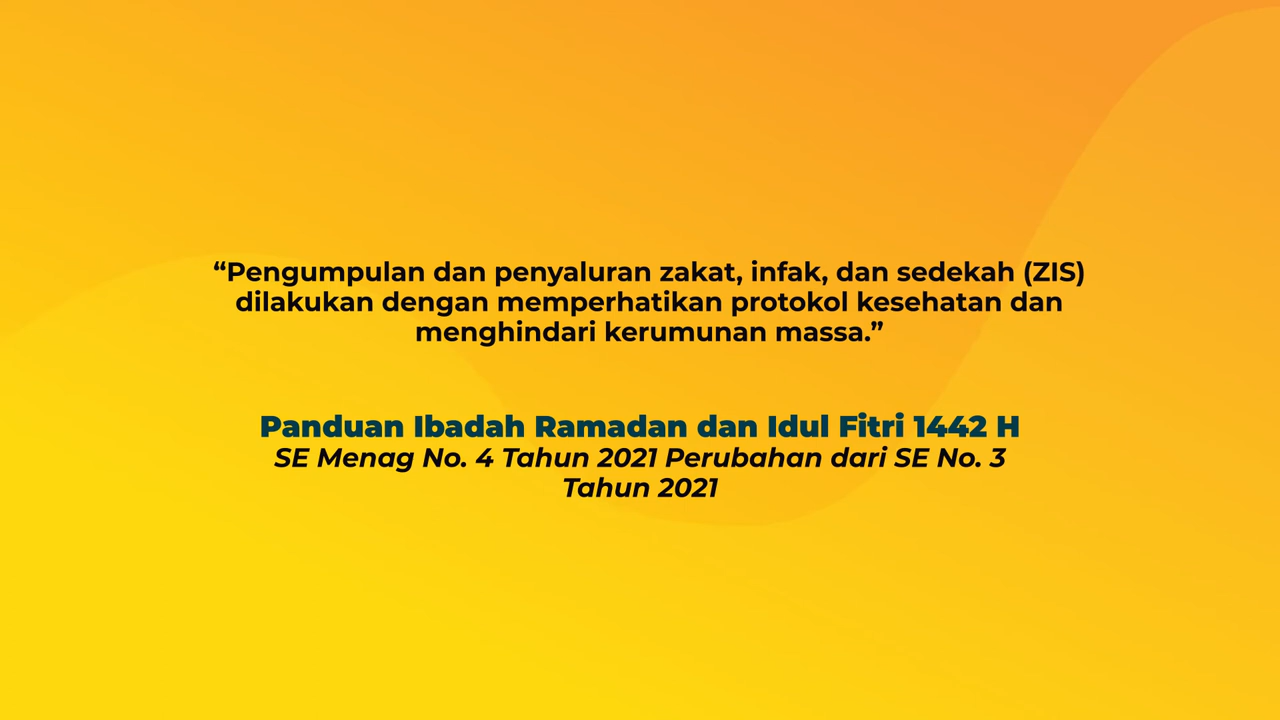 “Pengumpulan dan penyaluran zakat, infak, dan sedekah (ZIS)
dilakukan dengan memperhatikan protokol kesehatan dan
menghindari kerumunan massa.”
Panduan Ibadah Ramadan dan Idul Fitri 1442 H
SE Menag No. 4 Tahun 2021 Perubahan dari SE No. 3
Tahun 2021